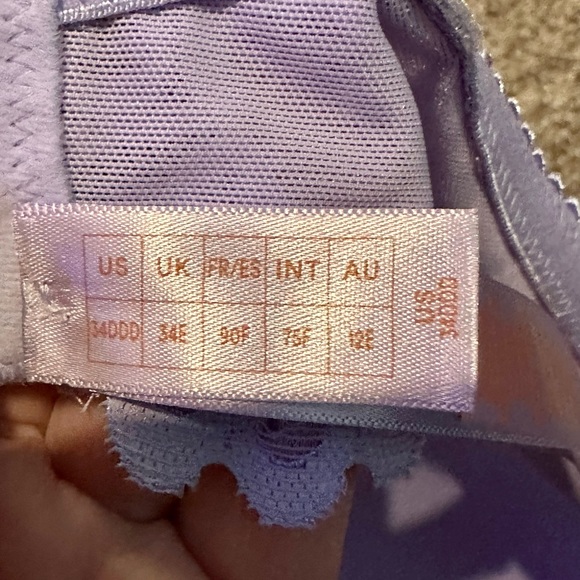 US UK FR/ES INT AU
34DDD 34E 90F 75F 12E
US
34DDD